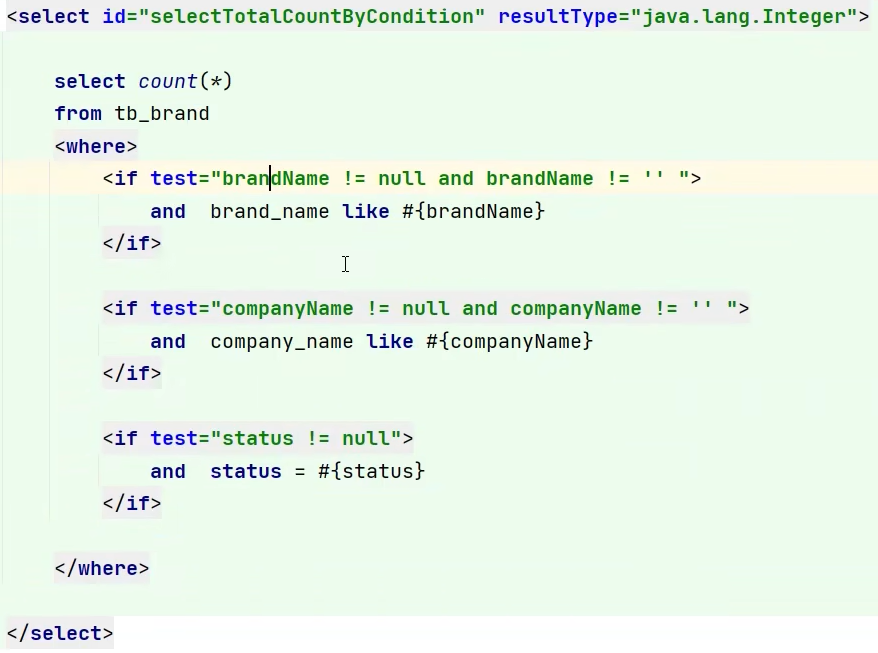 <select id="selectTotalCountByCondition" resultType="java.lang.Integer">
select count(*)
from tb_brand
<where>
<if test="brandName != null and brandName != '' ">
and  brand_name like #{brandName}
</if>
<if test="companyName != null and companyName != '' ">
and  company_name like #{companyName}
</if>
<if test="status != null">
and  status = #{status}
</if>
</where>
</select>